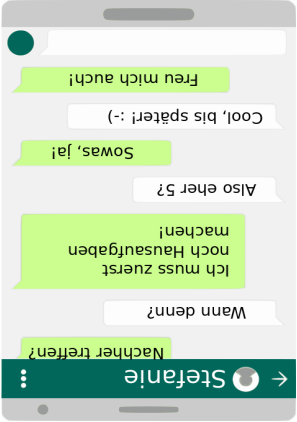 Stefanie
Nachher treffen?
Wann denn?
Ich muss zuerst
noch Hausaufgaben
machen!
Also eher 5?
Sowas, ja!
Cool, bis später! :-)
Freu mich auch!